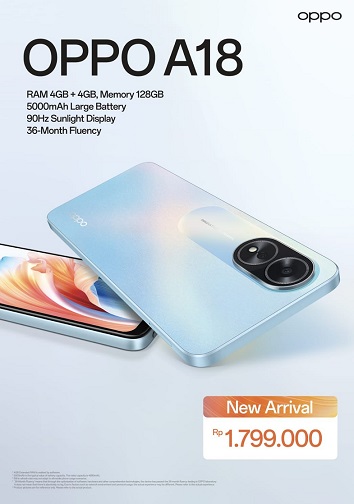 oppo
OPPO A18
RAM 4GB + 4GB, Memory 128GB
5000mAh Large Battery
90Hz Sunlight Display
36-Month Fluency
oppo
New Arrival
Rp 1.799.000